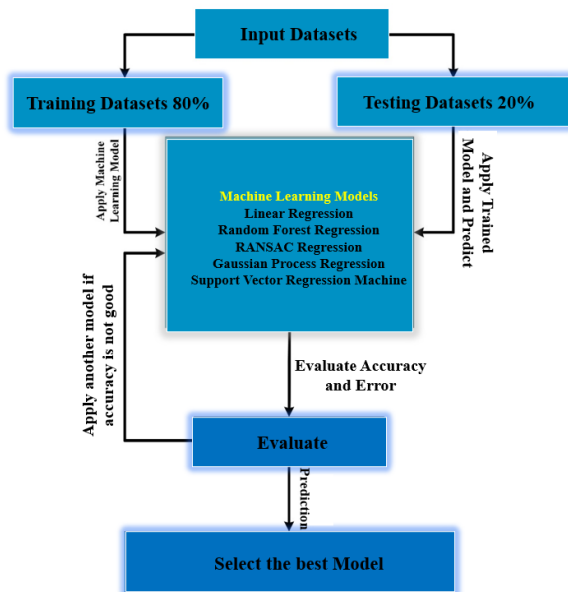 Input Datasets
Training Datasets 80%
Testing Datasets 20%
Apply Machine
Learning Model
Apply Trained
Model and Predict
Machine Learning Models
Linear Regression
Random Forest Regression
RANSAC Regression
Gaussian Process Regression
Support Vector Regression Machine
Apply another model if
accuracy is not good
Evaluate Accuracy
and Error
Evaluate
Prediction
Select the best Model